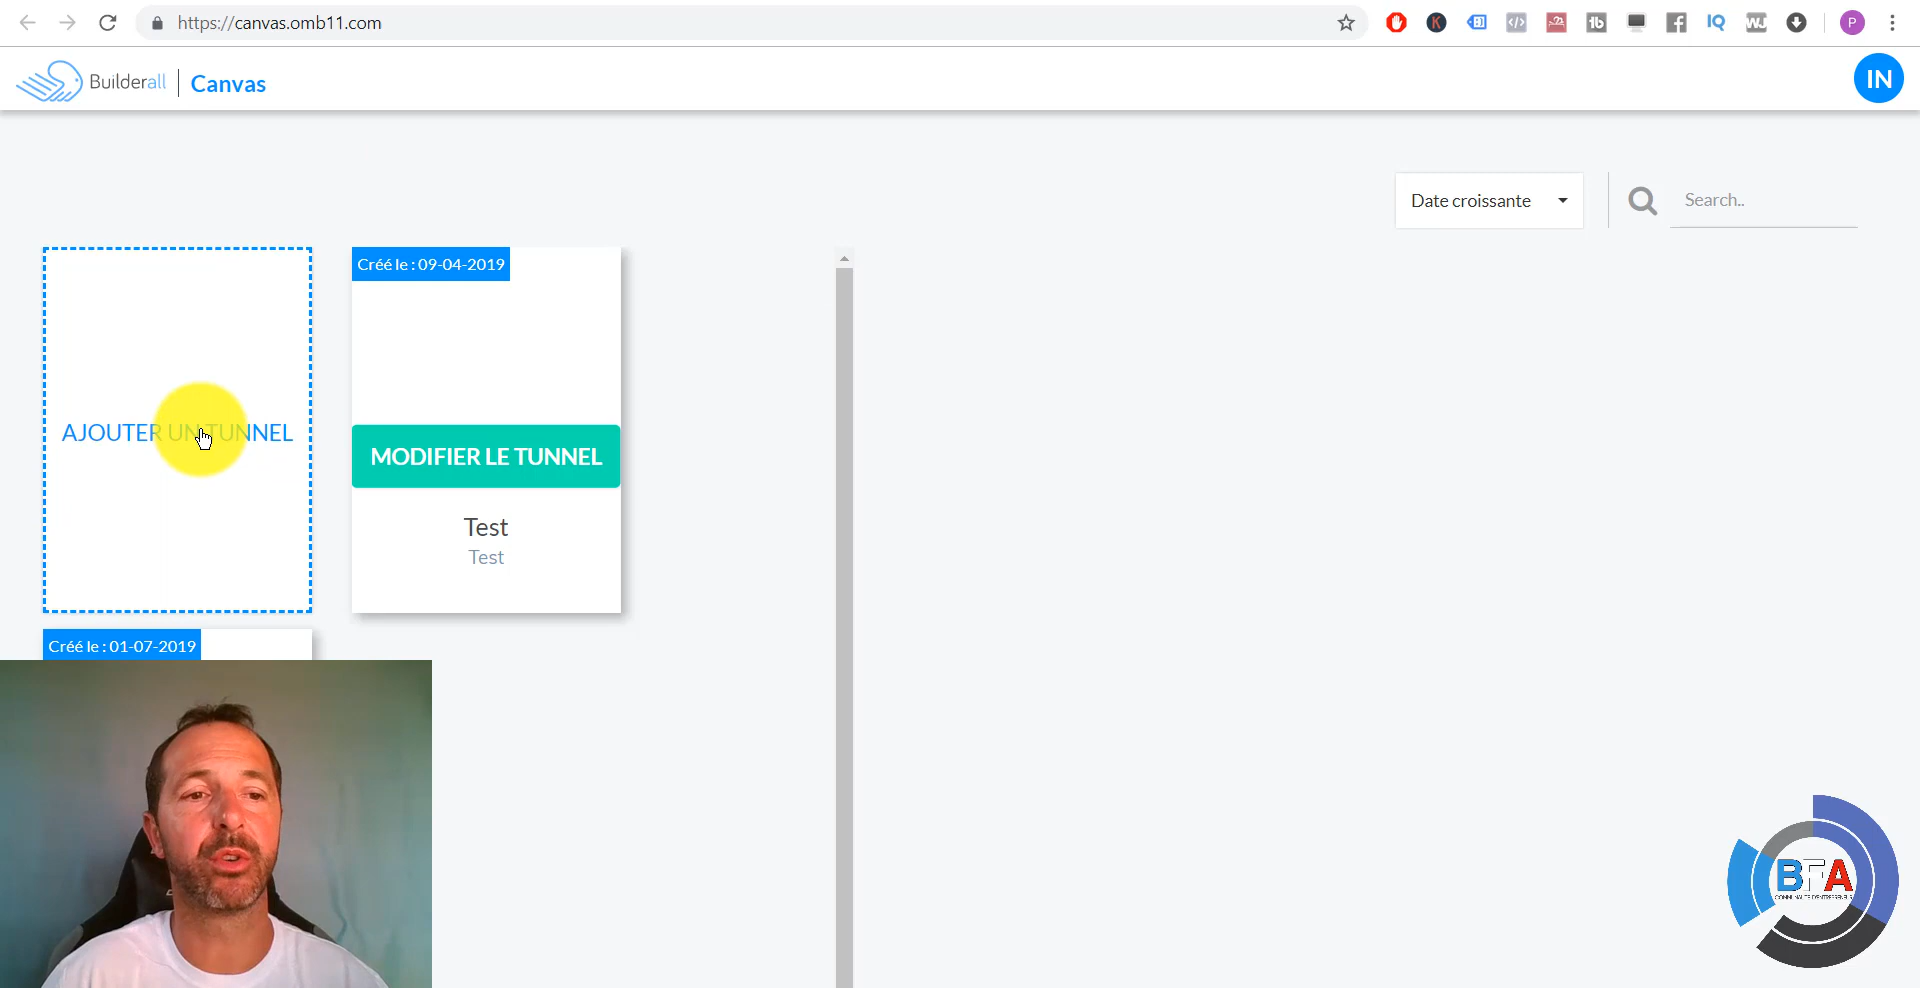 https://canvas.omb11.com
Builderall Canvas
IN
Date croissante
Search..
Créé le : 09-04-2019
AJOUTER UN TUNNEL
MODIFIER LE TUNNEL
Test
Test
Créé le : 01-07-2019
BFA